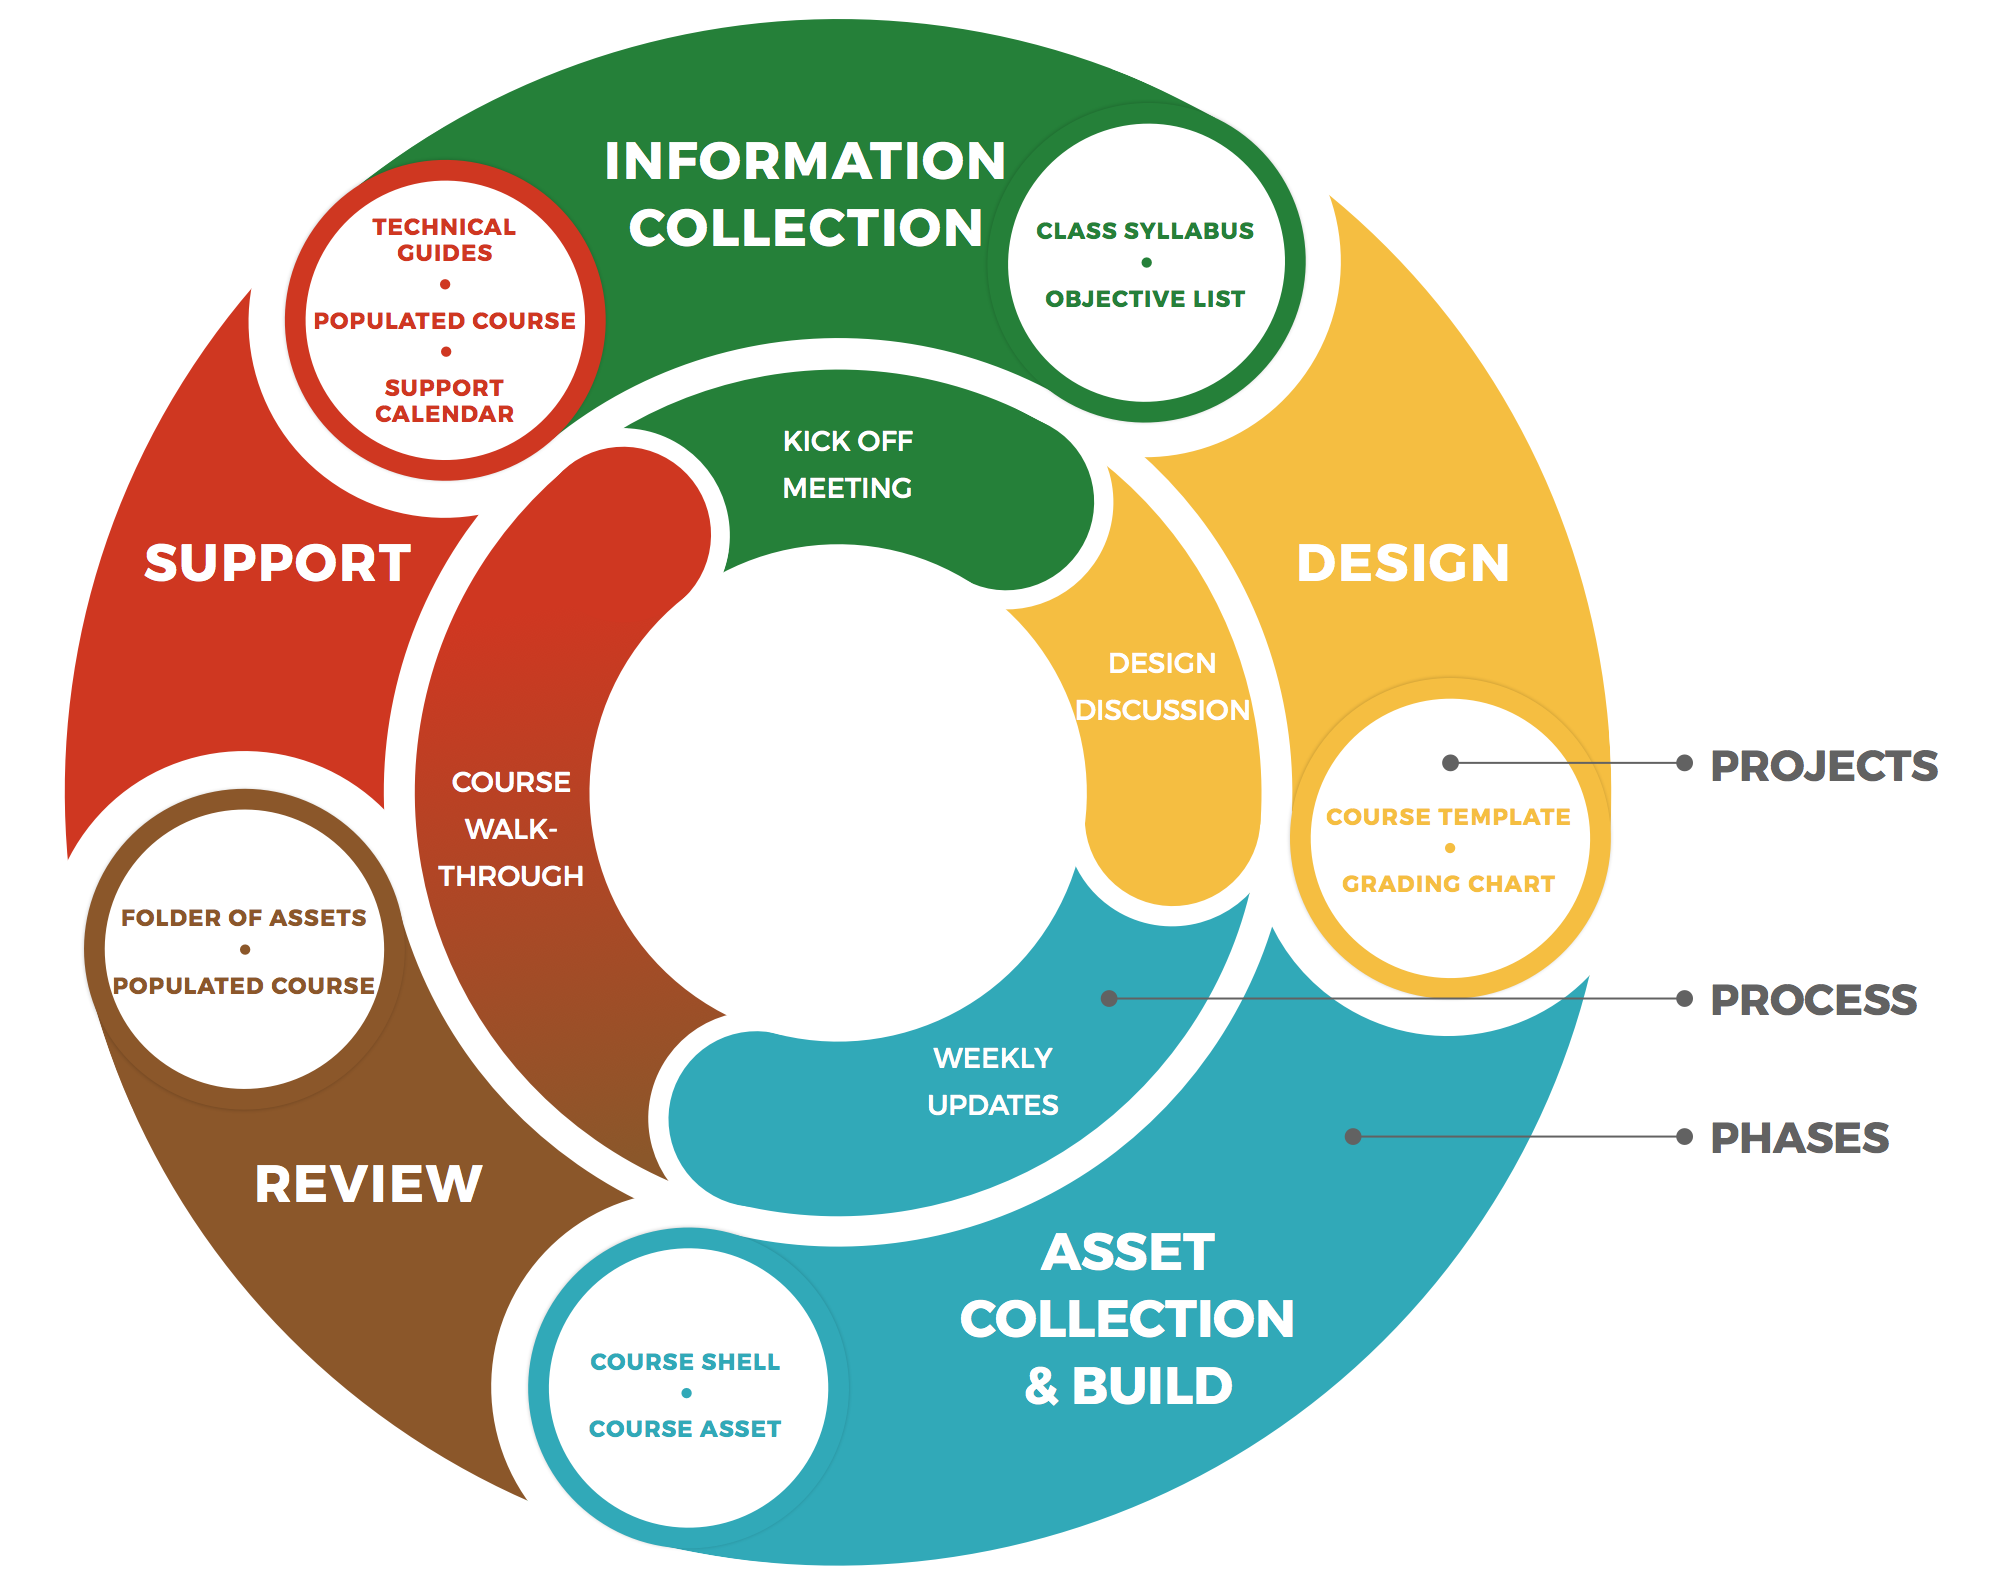 INFORMATION
COLLECTION
CLASS SYLLABUS
OBJECTIVE LIST
TECHNICAL
GUIDES
POPULATED COURSE
SUPPORT
CALENDAR
KICK OFF
MEETING
SUPPORT
DESIGN
DESIGN
DISCUSSION
COURSE
WALK-
THROUGH
PROJECTS
COURSE TEMPLATE
GRADING CHART
FOLDER OF ASSETS
POPULATED COURSE
PROCESS
WEEKLY
UPDATES
PHASES
REVIEW
ASSET
COLLECTION
& BUILD
COURSE SHELL
COURSE ASSET